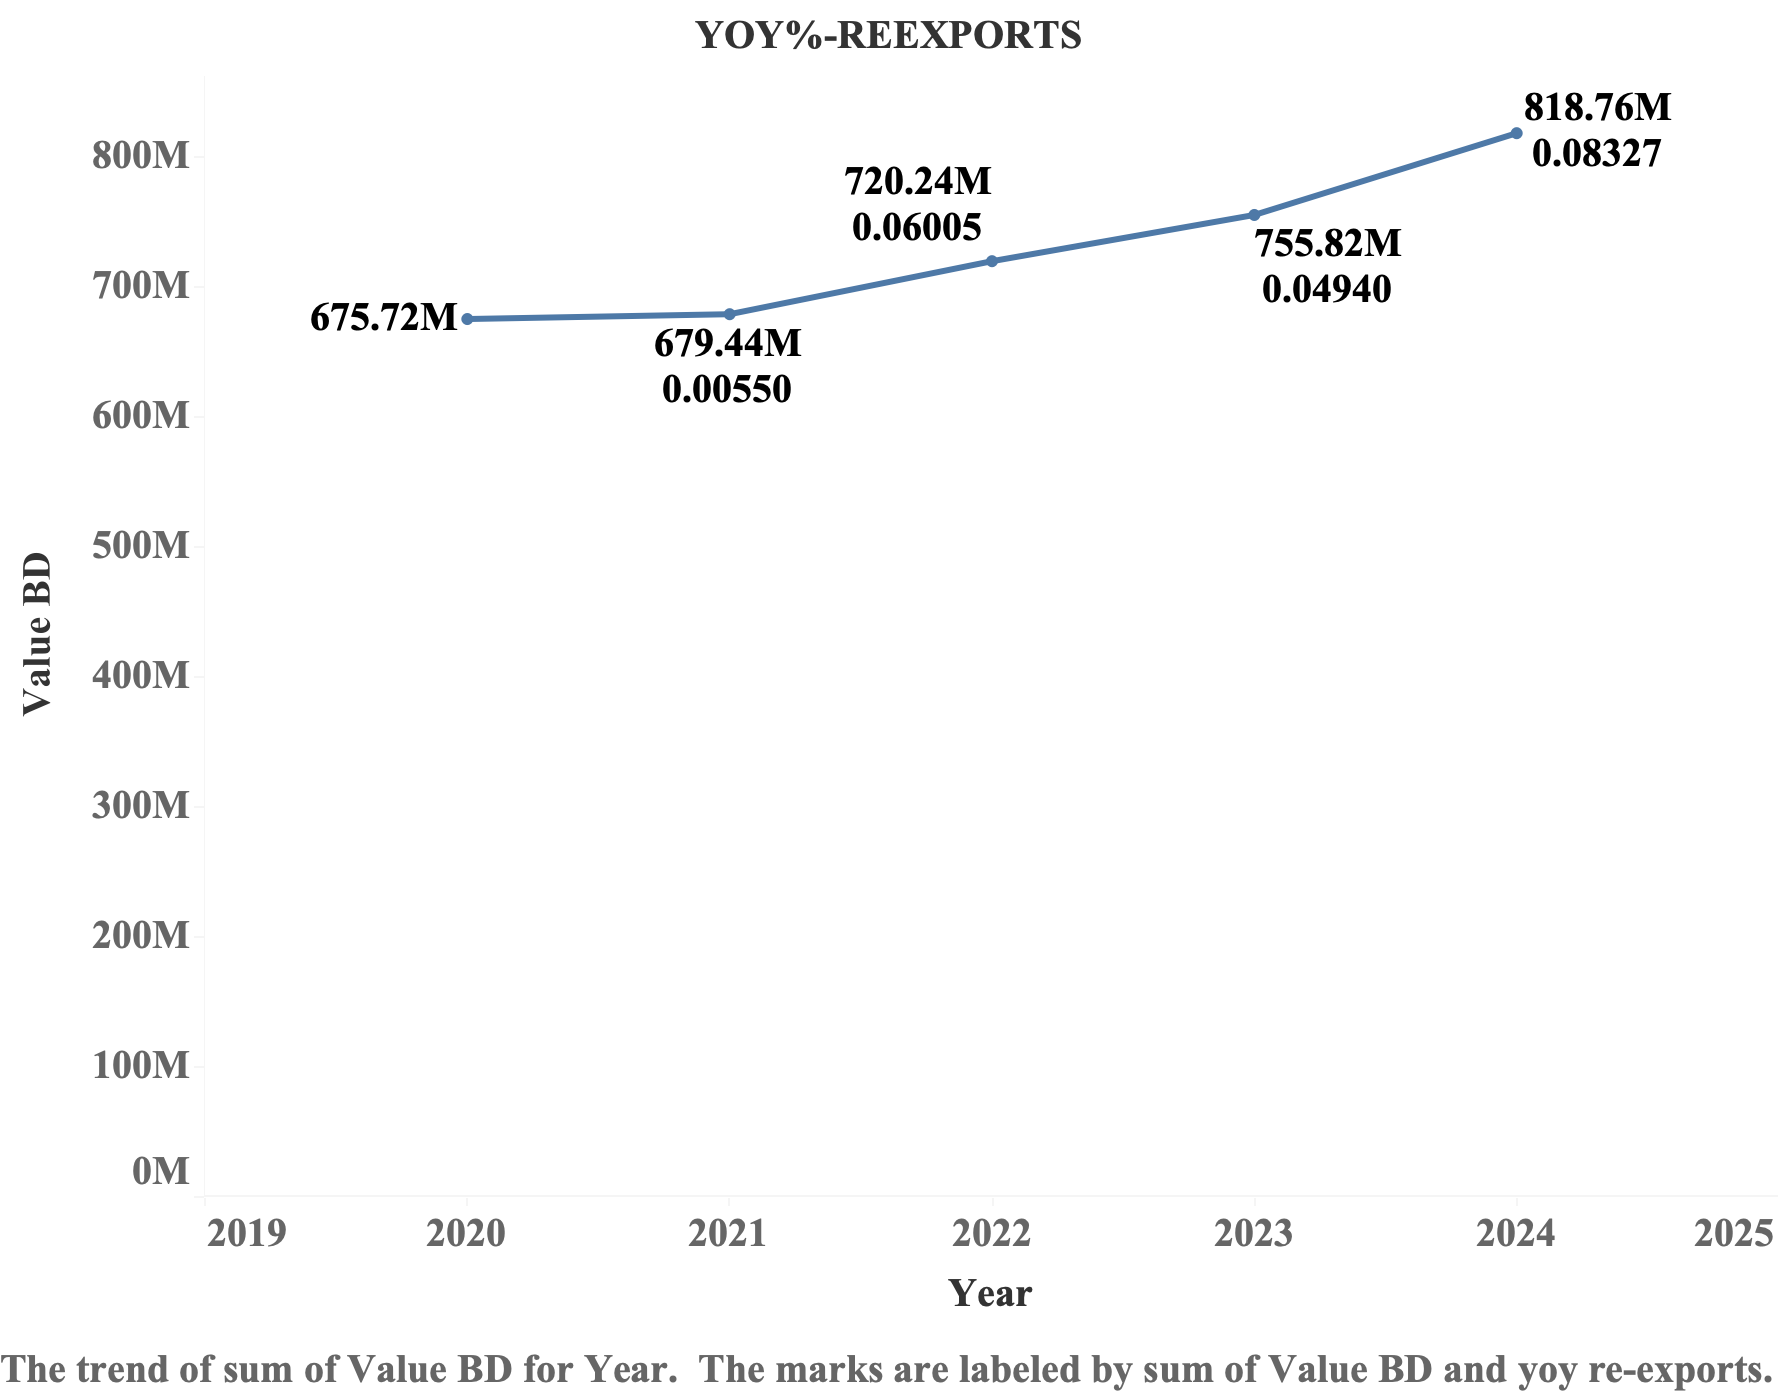 YOY%-REEXPORTS
818.76M
0.08327
800M
720.24M
0.06005
755.82M
0.04940
700M
675.72M
679.44M
0.00550
600M
500M
Value BD
400M
300M
200M
100M
0M
2019 2020 2021 2022 2023 2024 2025
Year
The trend of sum of Value BD for Year.  The marks are labeled by sum of Value BD and yoy re-exports.